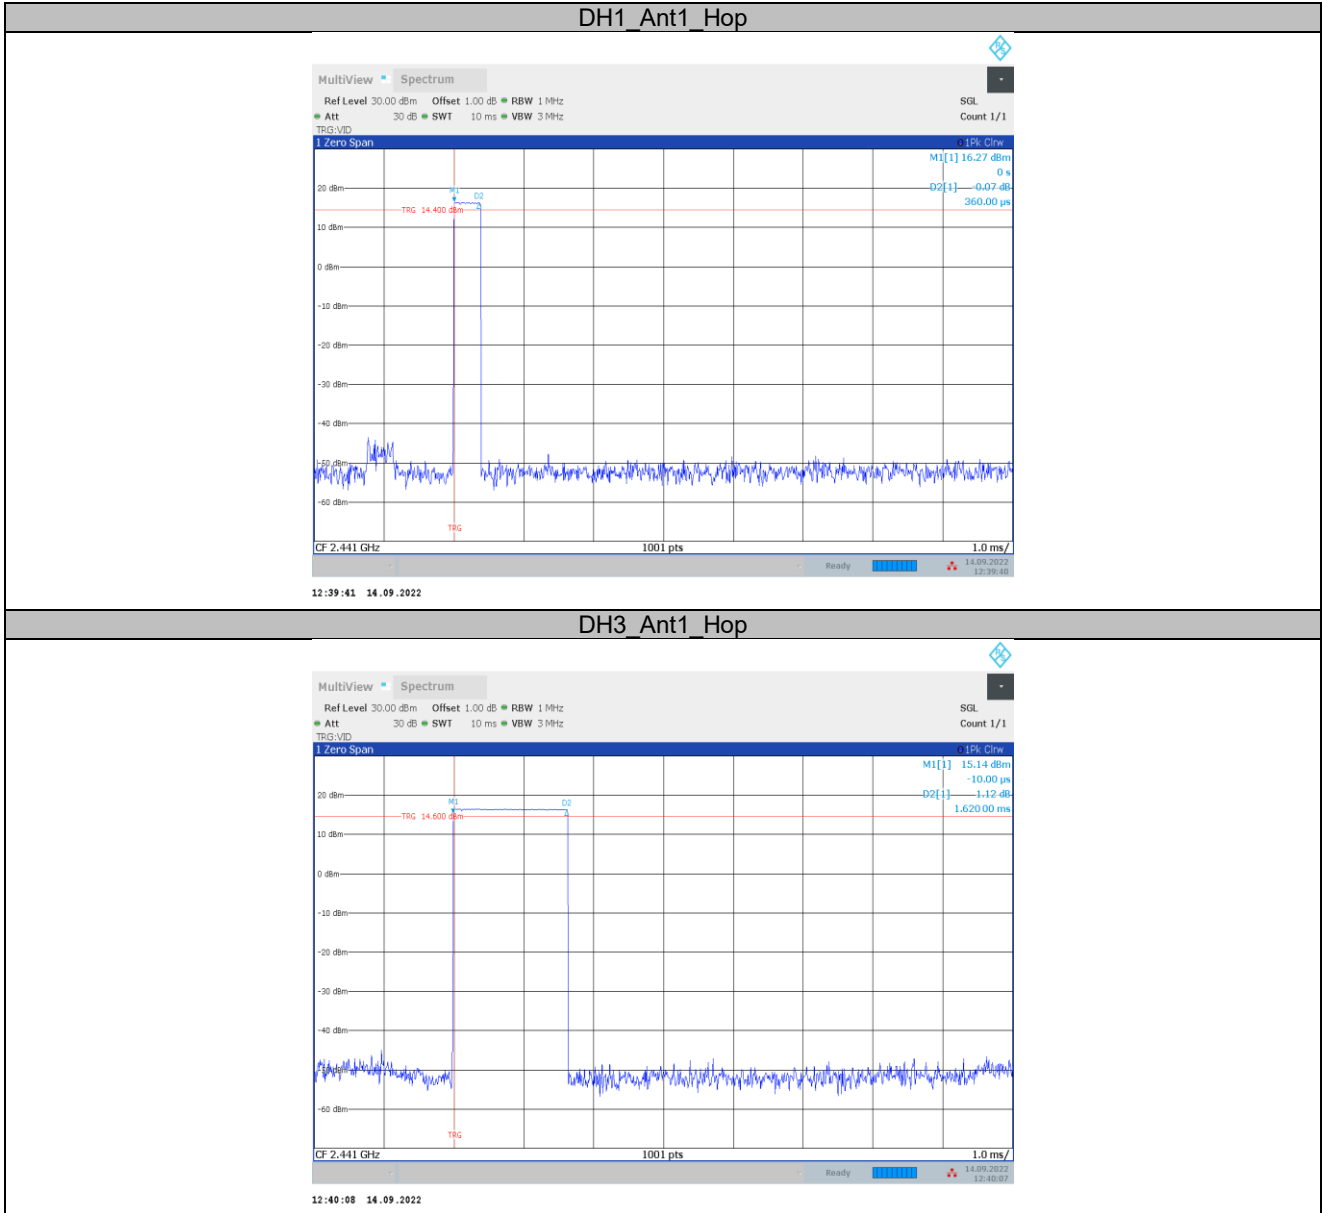 DH1_Ant1_Hop
MultiView Spectrum
Ref Level 30.00 dBm Offset 1.00 dB RBW 1 MHz SGL
Att 30 dB SWT 10 ms VBW 3 MHz Count 1/1
TRG:VID
1 Zero Span 1Pk Clrw
M1[1] 16.27 dBm
0 s
20 dBm M1 D2 D2[1] -0.07 dB
TRG 14.400 dBm 360.00 µs
10 dBm
0 dBm
-10 dBm
-20 dBm
-30 dBm
-40 dBm
-50 dBm
-60 dBm
TRG
CF 2.441 GHz 1001 pts 1.0 ms/
Ready 14.09.2022
12:39:40
12:39:41 14.09.2022
DH3_Ant1_Hop
MultiView Spectrum
Ref Level 30.00 dBm Offset 1.00 dB RBW 1 MHz SGL
Att 30 dB SWT 10 ms VBW 3 MHz Count 1/1
TRG:VID
1 Zero Span 1Pk Clrw
M1[1] 15.14 dBm
-10.00 µs
20 dBm M1 D2 D2[1] 1.12 dB
TRG 14.600 dBm 1.62000 ms
10 dBm
0 dBm
-10 dBm
-20 dBm
-30 dBm
-40 dBm
-50 dBm
-60 dBm
TRG
CF 2.441 GHz 1001 pts 1.0 ms/
Ready 14.09.2022
12:40:07
12:40:08 14.09.2022